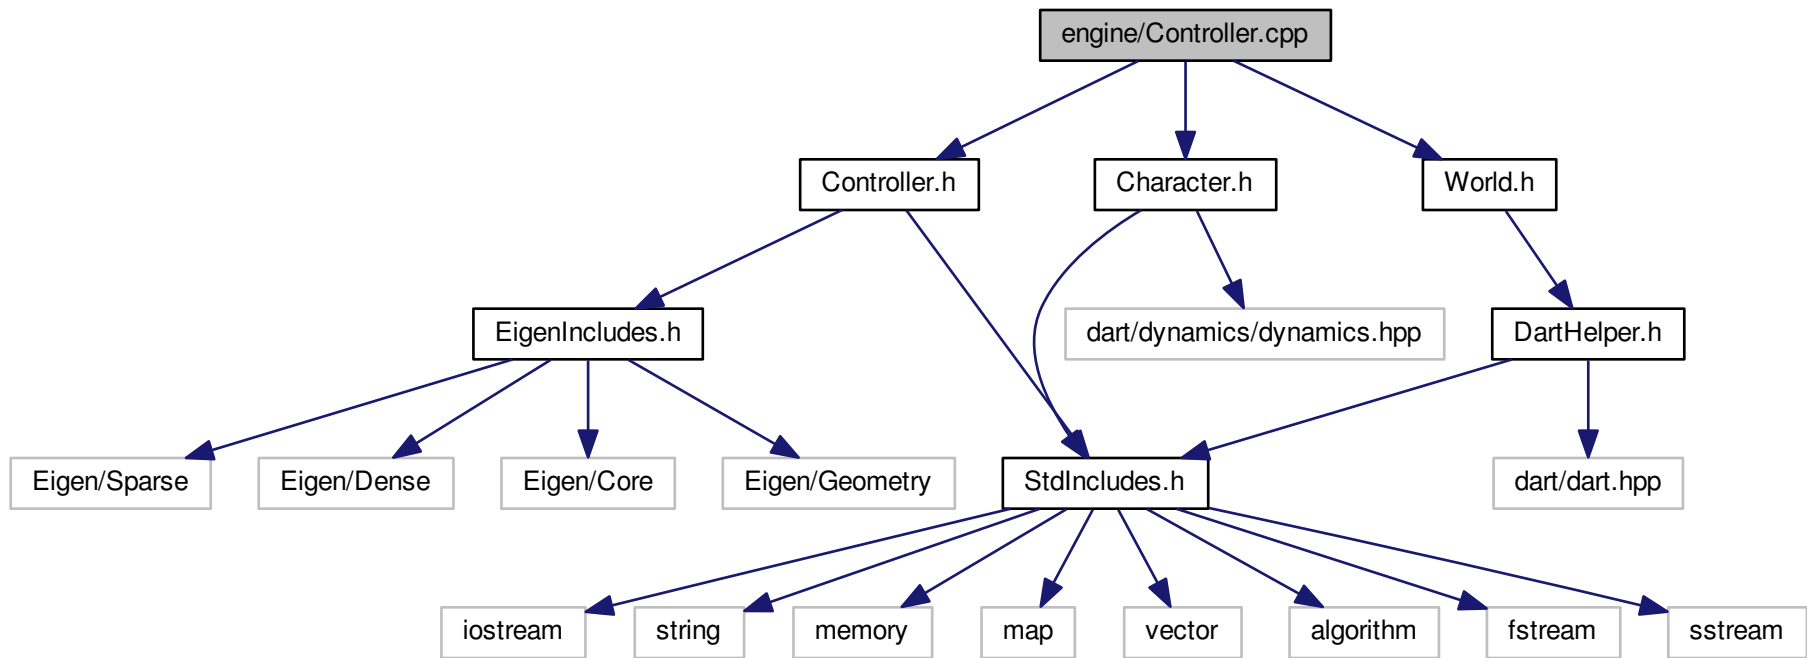 engine/Controller.cpp
Controller.h
Character.h
World.h
EigenIncludes.h
dart/dynamics/dynamics.hpp
DartHelper.h
Eigen/Sparse
Eigen/Dense
Eigen/Core
Eigen/Geometry
StdIncludes.h
dart/dart.hpp
iostream
string
memory
map
vector
algorithm
fstream
sstream